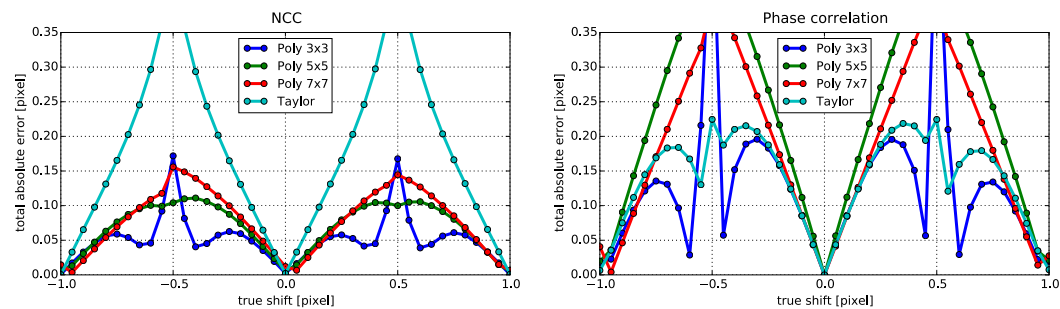 NCC
total absolute error [pixel]
0.35
0.30
0.25
0.20
0.15
0.10
0.05
0.00
Poly 3x3
Poly 5x5
Poly 7x7
Taylor
−1.0
−0.5
0.0
0.5
1.0
true shift [pixel]
Phase correlation
total absolute error [pixel]
0.35
0.30
0.25
0.20
0.15
0.10
0.05
0.00
Poly 3x3
Poly 5x5
Poly 7x7
Taylor
−1.0
−0.5
0.0
0.5
1.0
true shift [pixel]